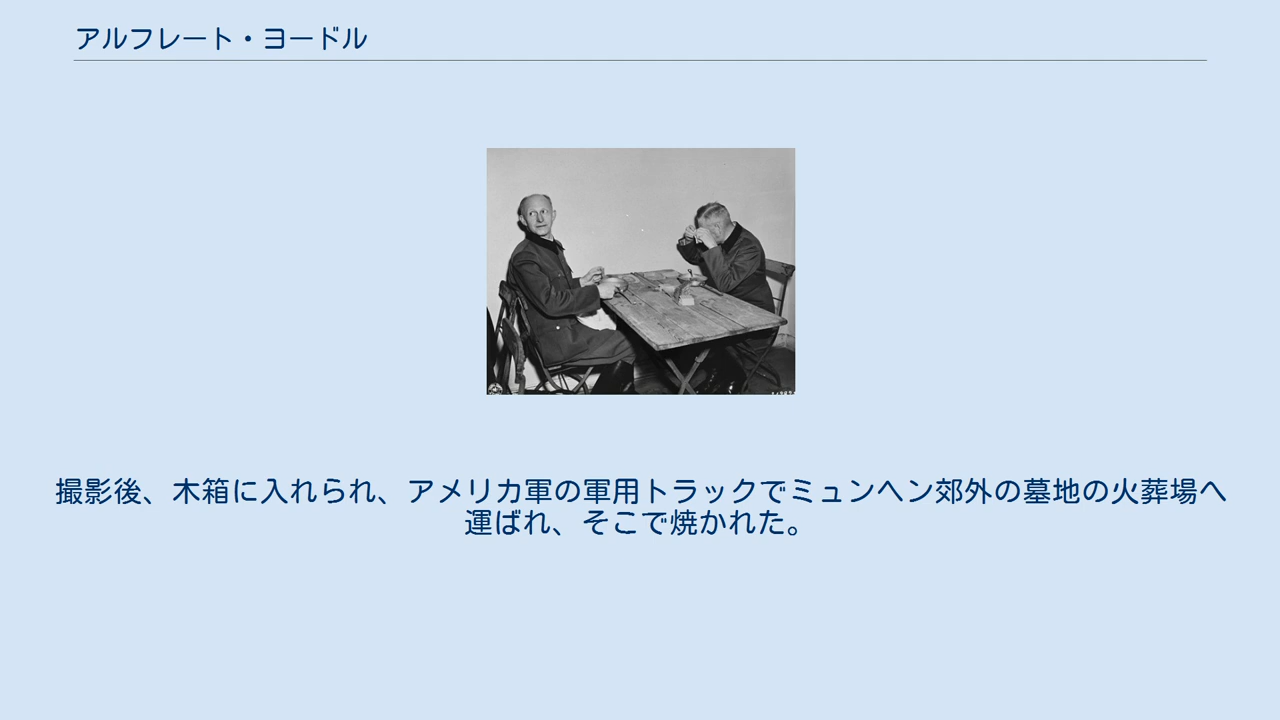 アルフレート・ヨードル
撮影後、木箱に入れられ、アメリカ軍の軍用トラックでミュンヘン郊外の墓地の火葬場へ
運ばれ、そこで焼かれた。